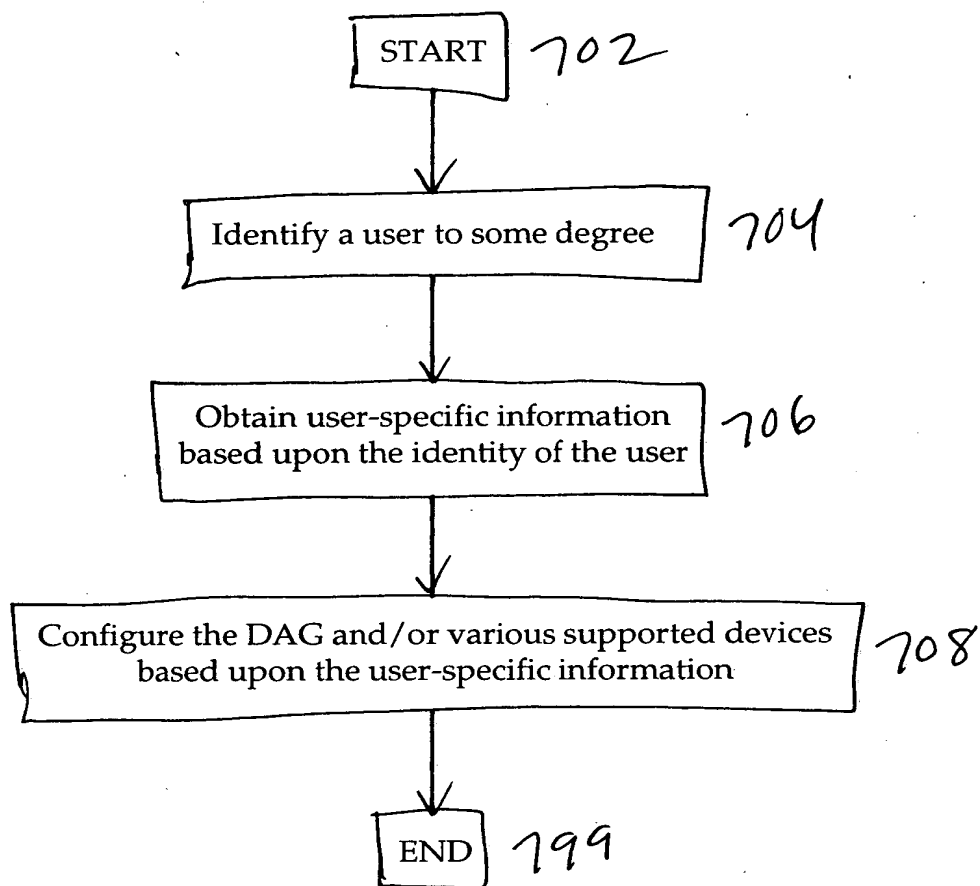 START 702
Identify a user to some degree 704
Obtain user-specific information
based upon the identity of the user 706
Configure the DAG and/or various supported devices
based upon the user-specific information 708
END 799